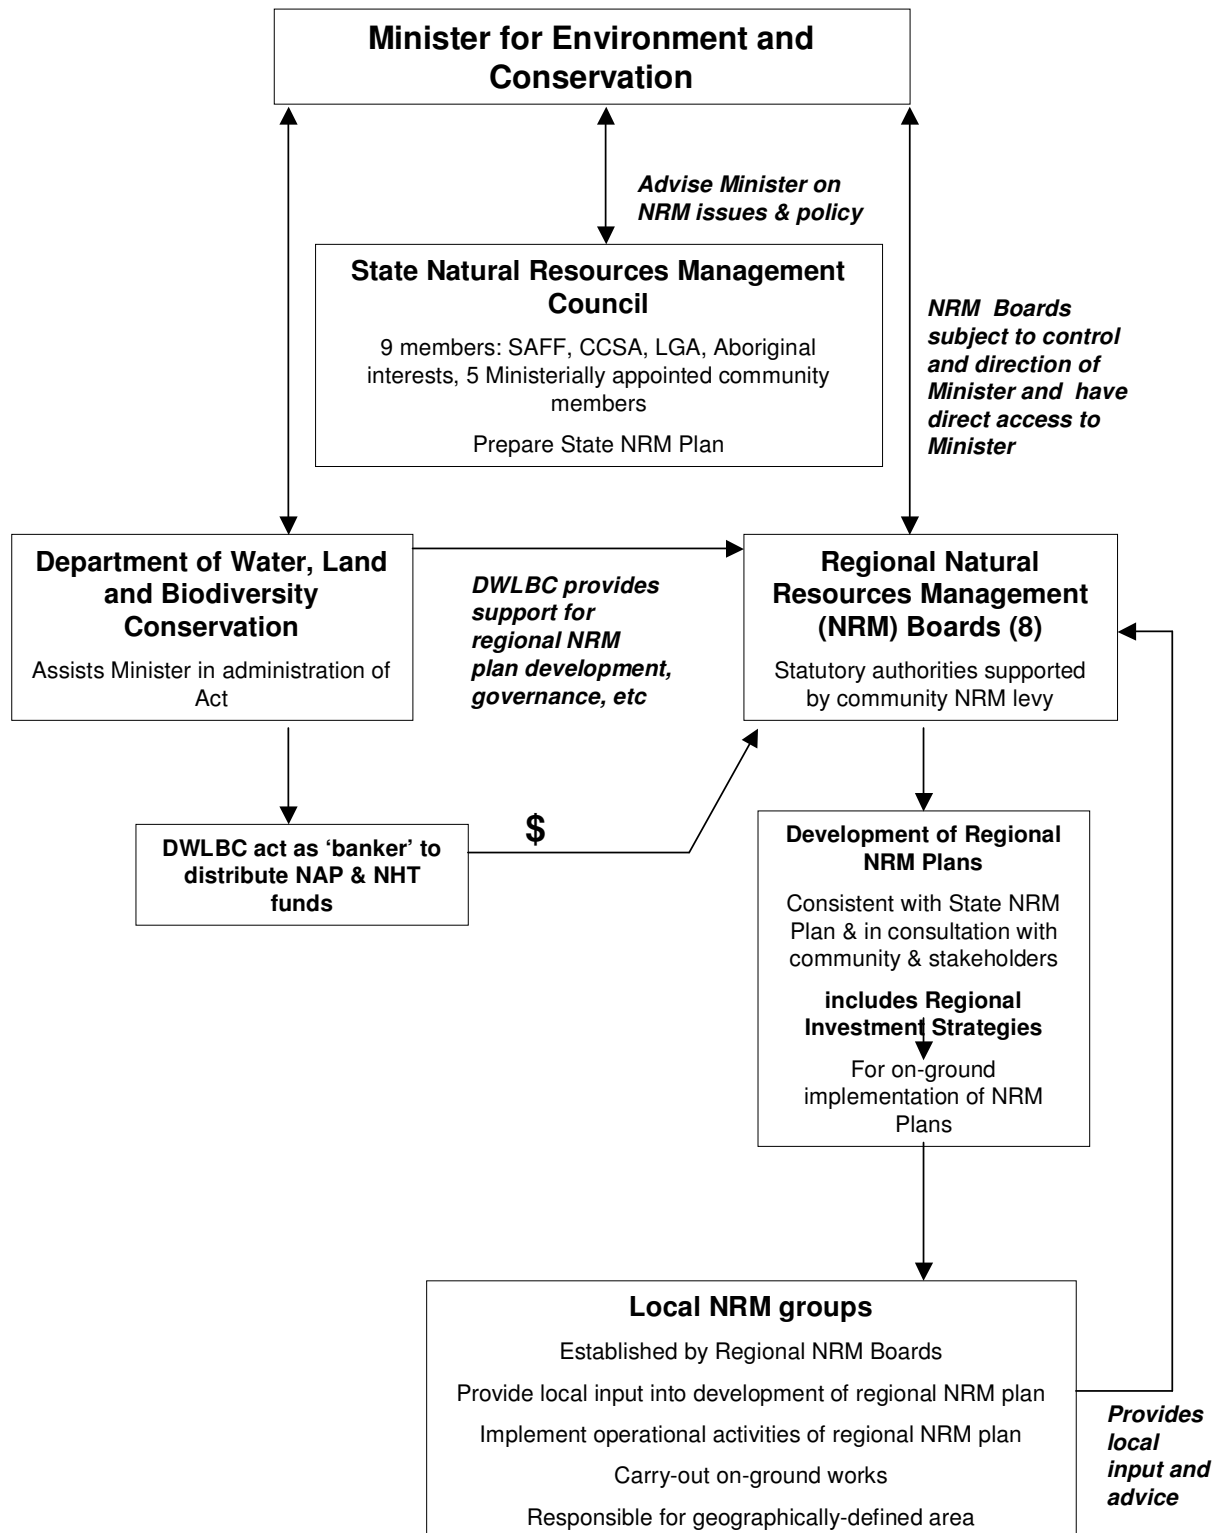 Minister for Environment and
Conservation
Advise Minister on
NRM issues & policy
State Natural Resources Management
Council
9 members: SAFF, CCSA, LGA, Aboriginal
interests, 5 Ministerially appointed community
members
Prepare State NRM Plan
NRM Boards
subject to control
and direction of
Minister and have
direct access to
Minister
Department of Water, Land
and Biodiversity
Conservation
Assists Minister in administration of
Act
DWLBC provides
support for
regional NRM
plan development,
governance, etc
Regional Natural
Resources Management
(NRM) Boards (8)
Statutory authorities supported
by community NRM levy
DWLBC act as ‘banker’ to
distribute NAP & NHT
funds
$
Development of Regional
NRM Plans
Consistent with State NRM
Plan & in consultation with
community & stakeholders
includes Regional
Investment Strategies
For on-ground
implementation of NRM
Plans
Local NRM groups
Established by Regional NRM Boards
Provide local input into development of regional NRM plan
Implement operational activities of regional NRM plan
Carry-out on-ground works
Responsible for geographically-defined area
Provides
local
input and
advice